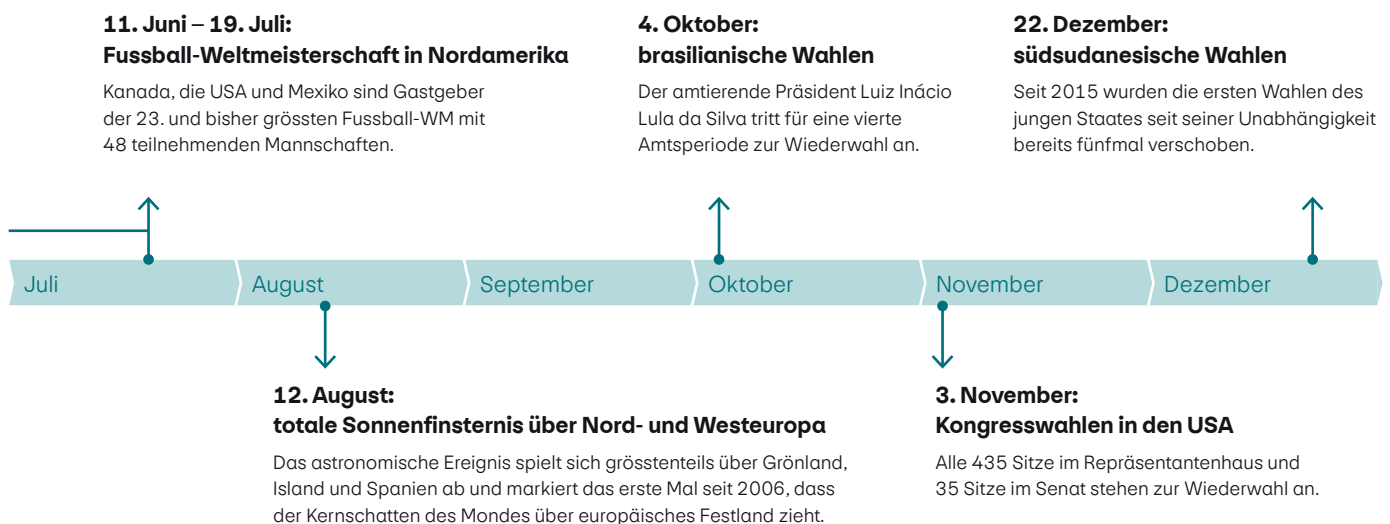 11. Juni – 19. Juli:
Fussball-Weltmeisterschaft in Nordamerika
Kanada, die USA und Mexiko sind Gastgeber
der 23. und bisher grössten Fussball-WM mit
48 teilnehmenden Mannschaften.
4. Oktober:
brasilianische Wahlen
Der amtierende Präsident Luiz Inácio
Lula da Silva tritt für eine vierte
Amtsperiode zur Wiederwahl an.
22. Dezember:
südsudanesische Wahlen
Seit 2015 wurden die ersten Wahlen des
jungen Staates seit seiner Unabhängigkeit
bereits fünfmal verschoben.
Juli
August
September
Oktober
November
Dezember
12. August:
totale Sonnenfinsternis über Nord- und Westeuropa
Das astronomische Ereignis spielt sich grösstenteils über Grönland,
Island und Spanien ab und markiert das erste Mal seit 2006, dass
der Kernschatten des Mondes über europäisches Festland zieht.
3. November:
Kongresswahlen in den USA
Alle 435 Sitze im Repräsentantenhaus und
35 Sitze im Senat stehen zur Wiederwahl an.